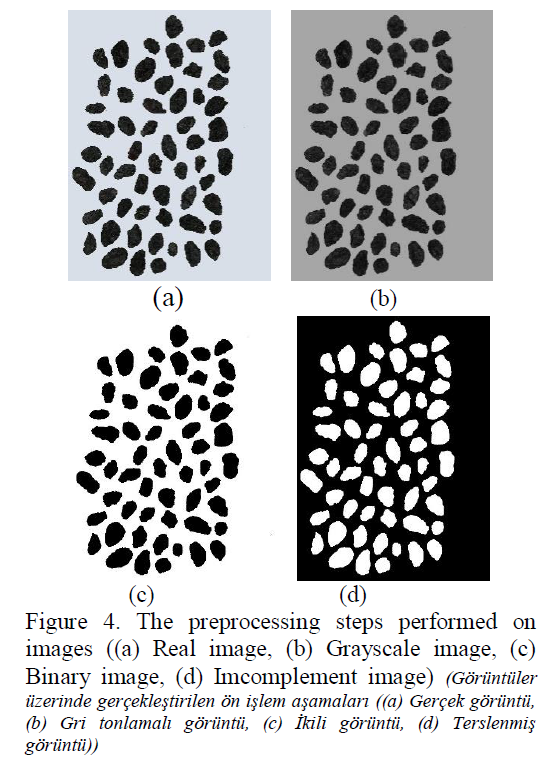 (a)
(b)
(c)
(d)
Figure 4. The preprocessing steps performed on
images ((a) Real image, (b) Grayscale image, (c)
Binary image, (d) Imcomplement image) (Görüntüler
üzerinde gerçekleştirilen ön işlem aşamaları ((a) Gerçek görüntü,
(b) Gri tonlamalı görüntü, (c) İkili görüntü, (d) Terslenmiş
görüntü))